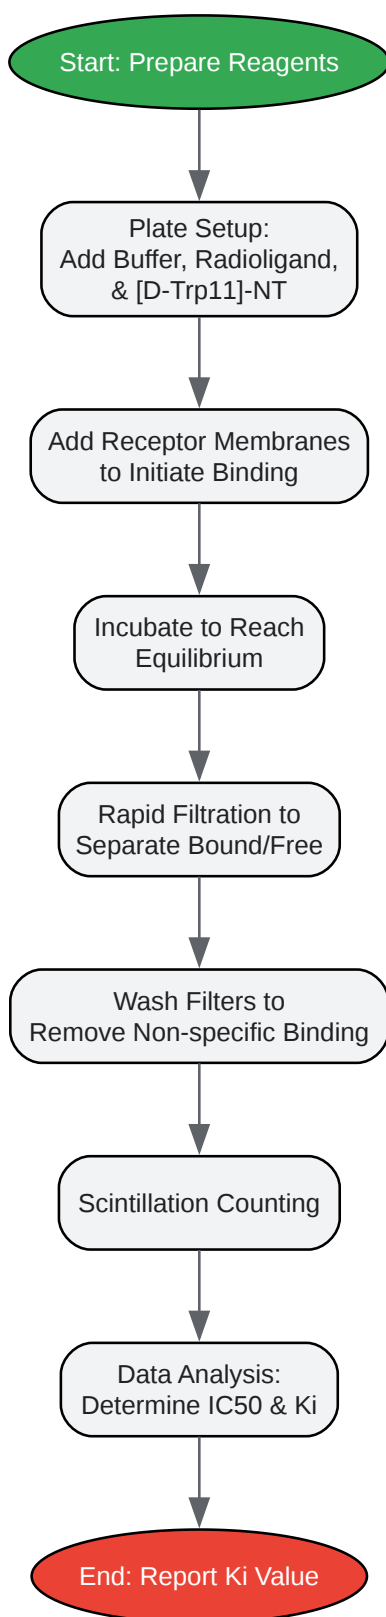 Start: Prepare Reagents
Plate Setup:
Add Buffer, Radioligand,
& [D-Trp11]-NT
Add Receptor Membranes
to Initiate Binding
Incubate to Reach
Equilibrium
Rapid Filtration to
Separate Bound/Free
Wash Filters to
Remove Non-specific Binding
Scintillation Counting
Data Analysis:
Determine IC50 & Ki
End: Report Ki Value